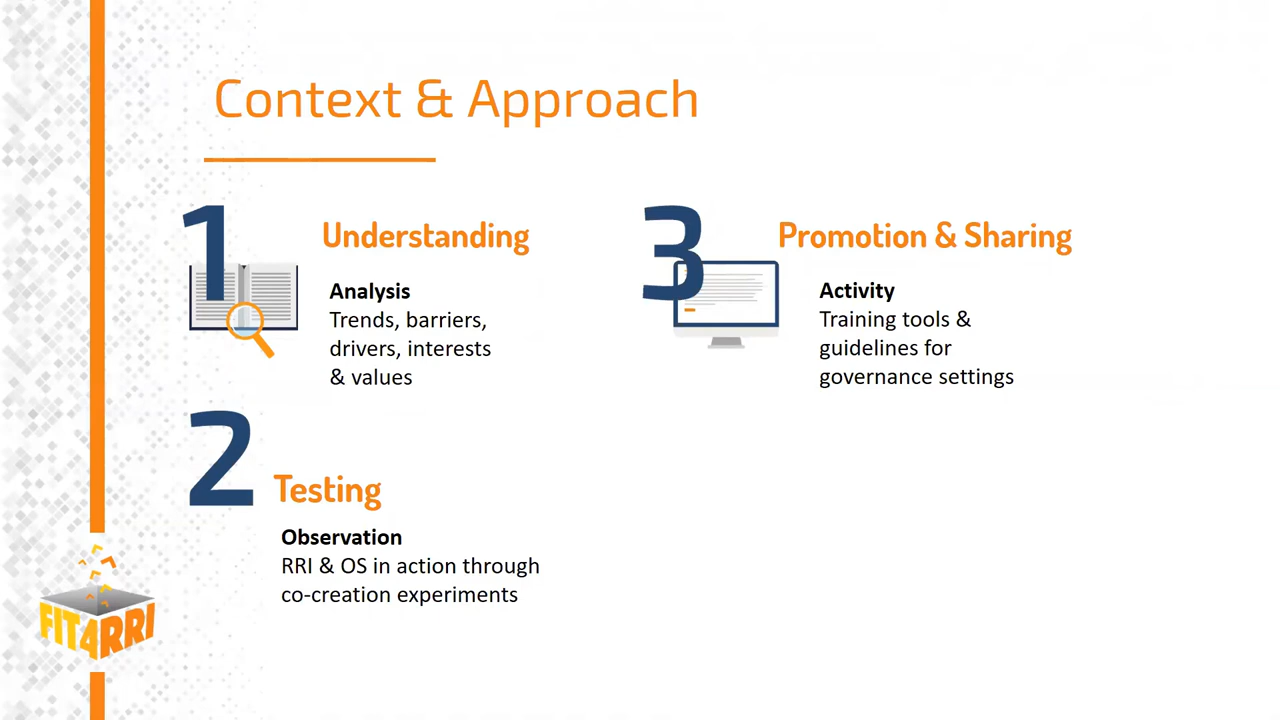 Context & Approach
1
Understanding
Analysis
Trends, barriers,
drivers, interests
& values
2
Testing
Observation
RRI & OS in action through
co-creation experiments
3
Promotion & Sharing
Activity
Training tools &
guidelines for
governance settings
FIT4RRI